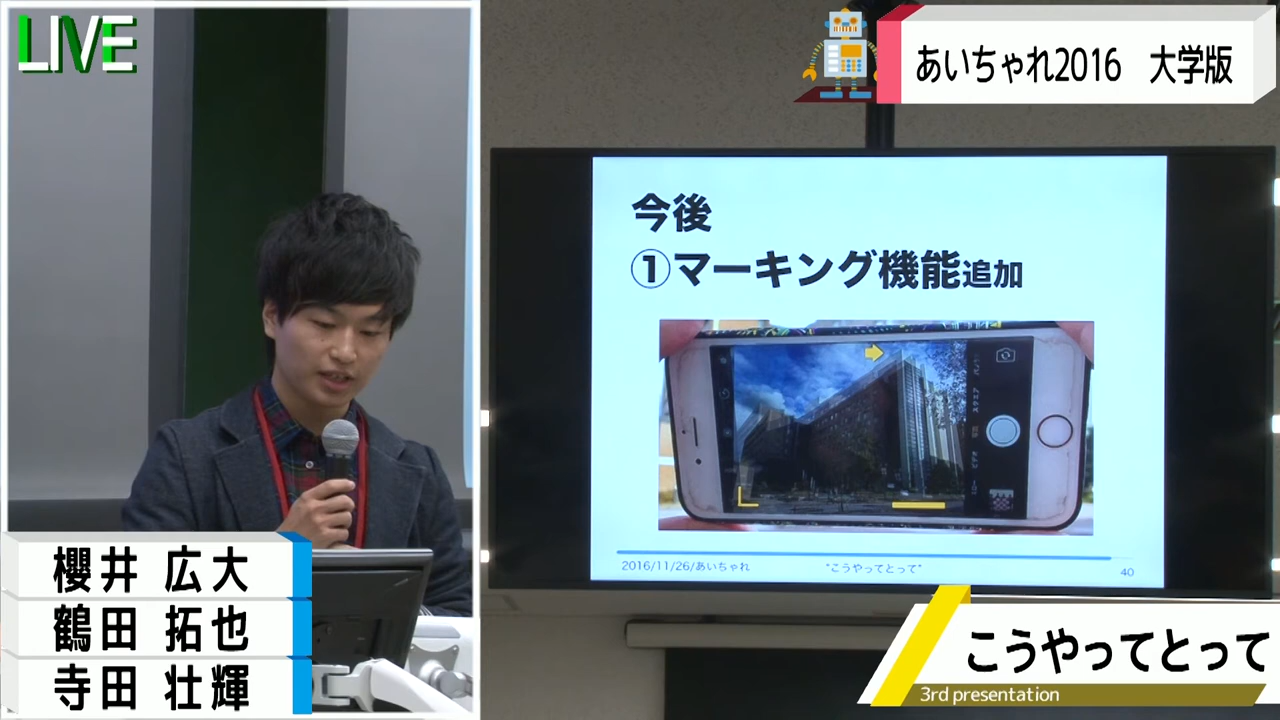 LIVE
あいちゃれ2016 大学版
今後
①マーキング機能追加
2016/11/26/あいちゃれ
"こうやってとって"
40
櫻井 広大
鶴田 拓也
寺田 壮輝
こうやってとって
3rd presentation